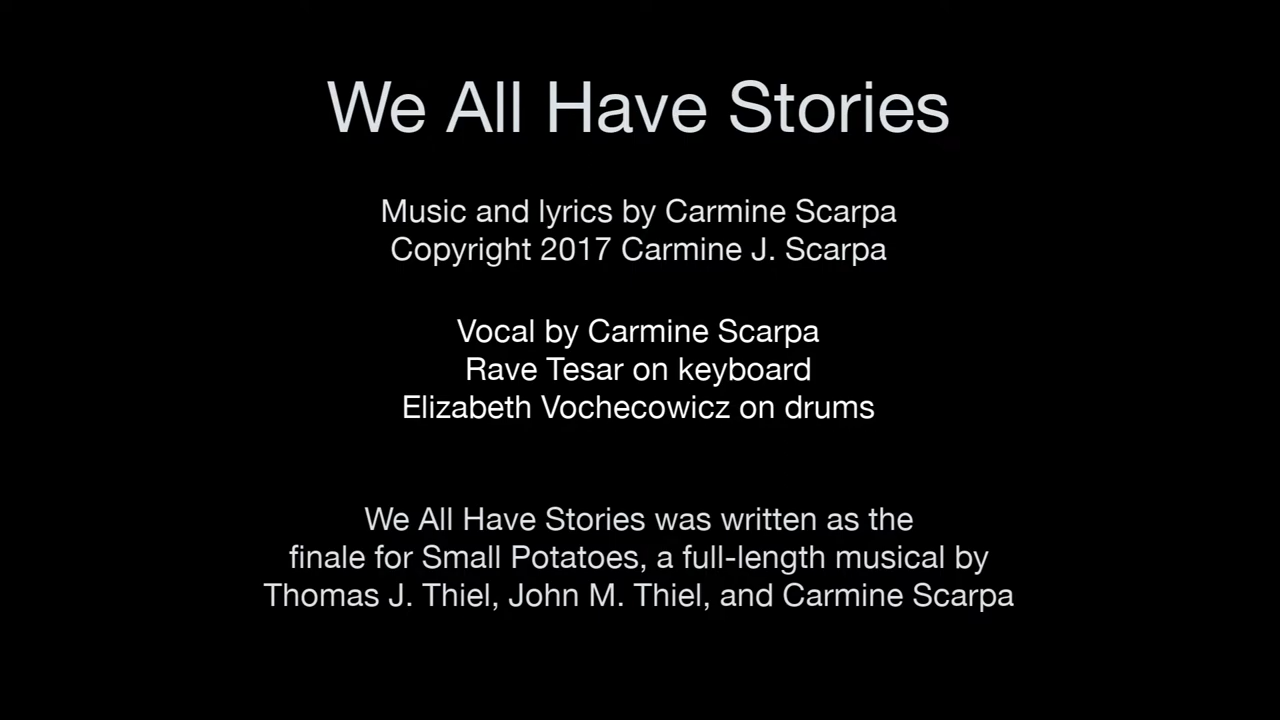 We All Have Stories
Music and lyrics by Carmine Scarpa
Copyright 2017 Carmine J. Scarpa
Vocal by Carmine Scarpa
Rave Tesar on keyboard
Elizabeth Vochecowicz on drums
We All Have Stories was written as the
finale for Small Potatoes, a full-length musical by
Thomas J. Thiel, John M. Thiel, and Carmine Scarpa